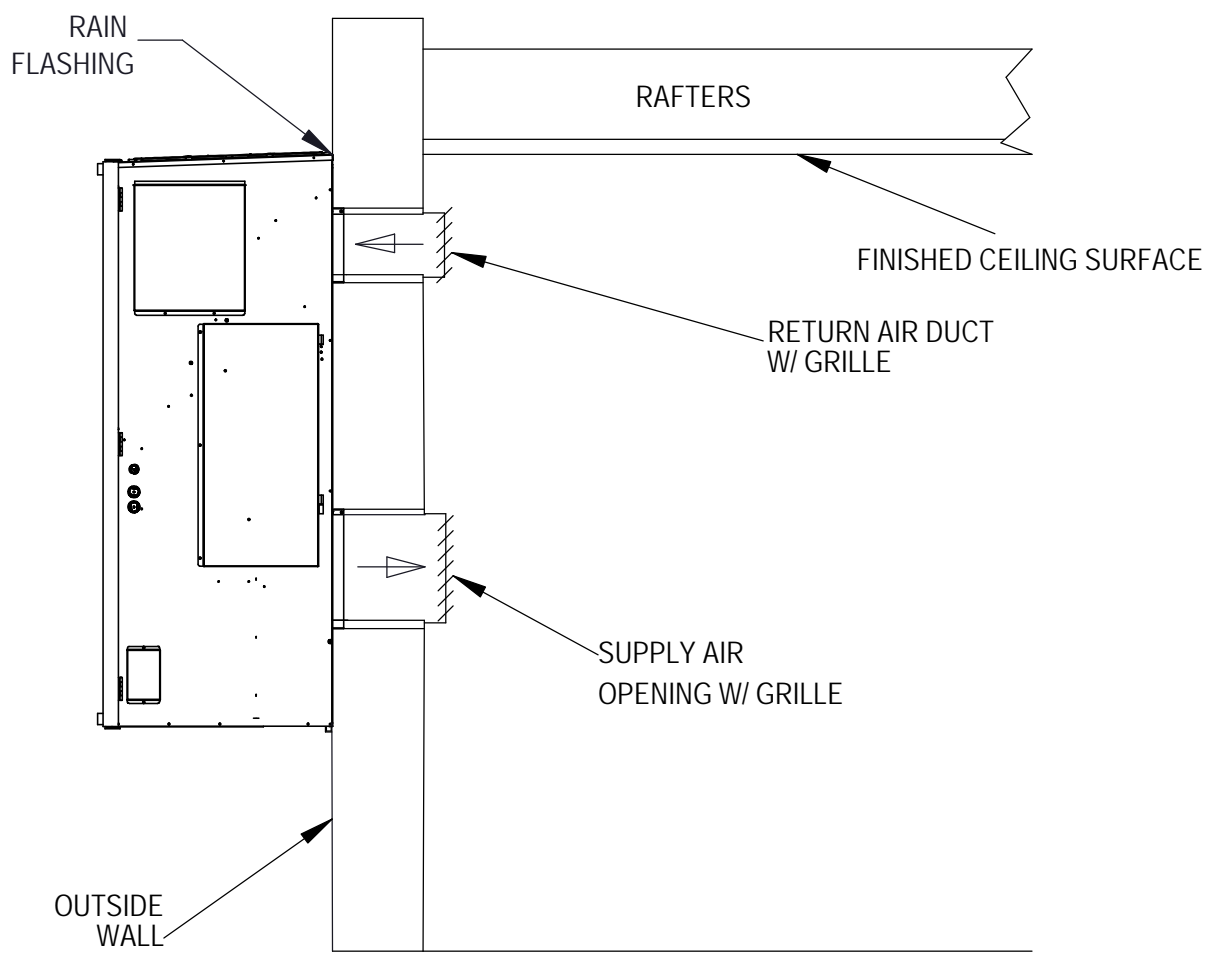 RAIN
FLASHING
RAFTERS
FINISHED CEILING SURFACE
RETURN AIR DUCT
W/ GRILLE
SUPPLY AIR
OPENING W/ GRILLE
OUTSIDE
WALL